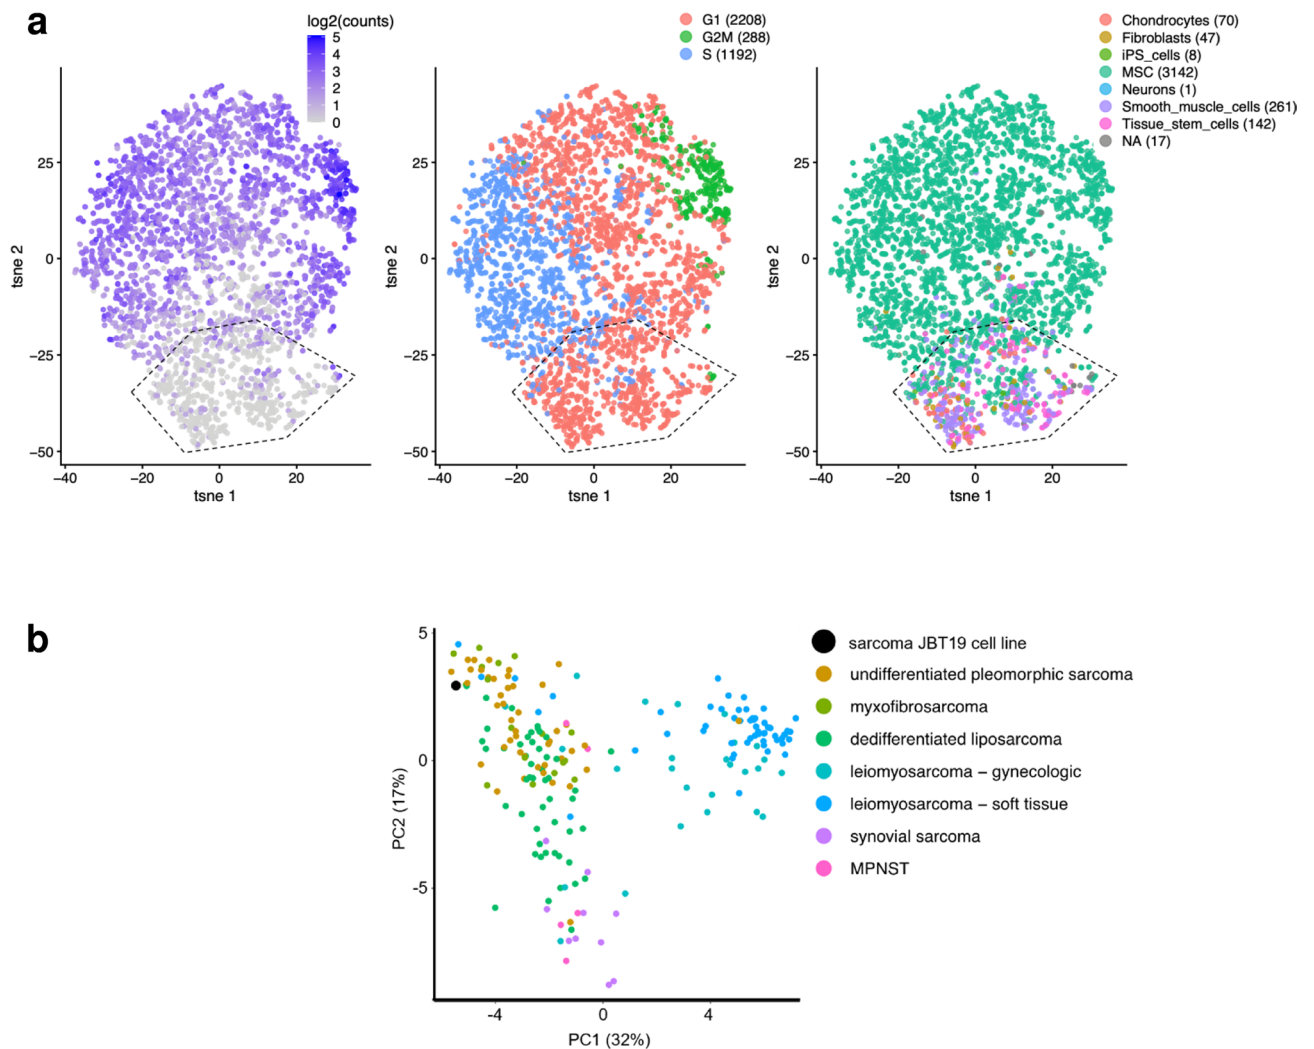 a
log2(counts)
5
4
3
2
1
0
G1 (2208)
G2M (288)
S (1192)
Chondrocytes (70)
Fibroblasts (47)
iPS_cells (8)
MSC (3142)
Neurons (1)
Smooth_muscle_cells (261)
Tissue_stem_cells (142)
NA (17)
tsne 2
25
0
−25
−50
−40
−20
0
20
tsne 1
tsne 2
25
0
−25
−50
−40
−20
0
20
tsne 1
tsne 2
25
0
−25
−50
−40
−20
0
20
tsne 1
b
PC2 (17%)
5
0
-5
-4
0
4
PC1 (32%)
sarcoma JBT19 cell line
undifferentiated pleomorphic sarcoma
myxofibrosarcoma
dedifferentiated liposarcoma
leiomyosarcoma − gynecologic
leiomyosarcoma − soft tissue
synovial sarcoma
MPNST